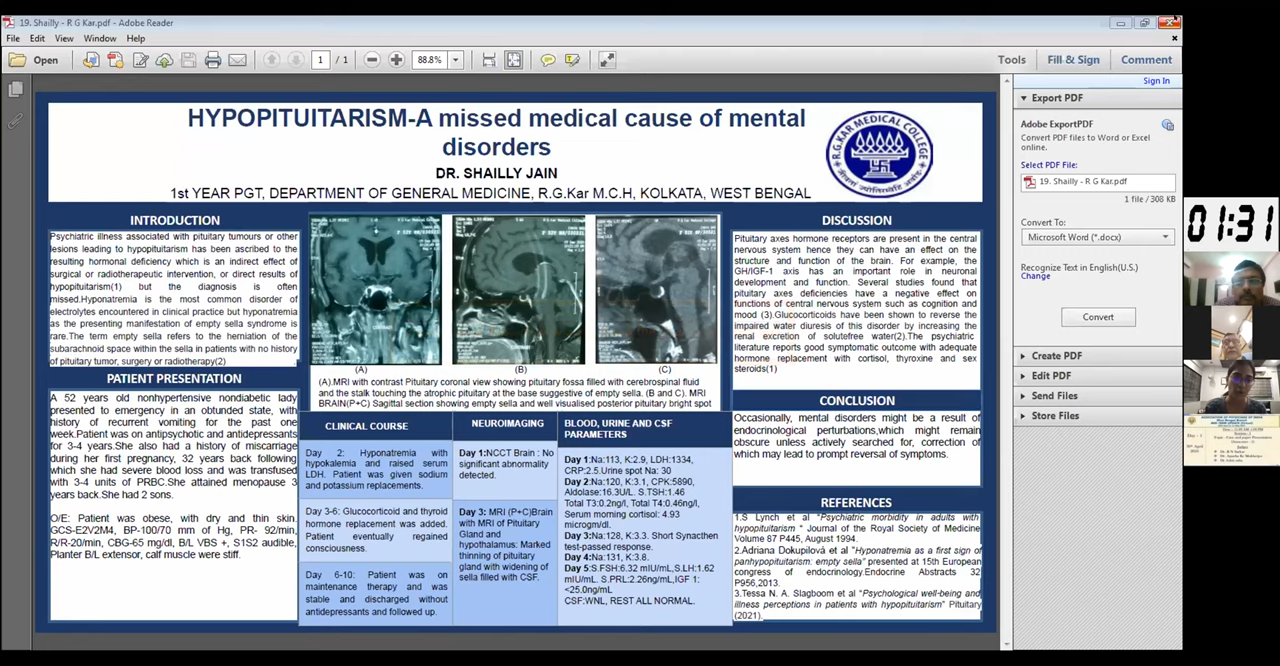 19. Shailly - R G Kar.pdf - Adobe Reader
File Edit View Window Help
Open
1 / 1
88.8%
Tools
Fill & Sign
Comment
Sign In
Export PDF
Adobe ExportPDF
Convert PDF files to Word or Excel
online.
Select PDF File:
19. Shailly - R G Kar.pdf
1 file / 308 KB
Convert To:
Microsoft Word (*.docx)
Recognize Text in English(U.S.)
Change
Convert
Create PDF
Edit PDF
Send Files
Store Files
01:31
HYPOPITUITARISM-A missed medical cause of mental
disorders
DR. SHAILLY JAIN
1st YEAR PGT, DEPARTMENT OF GENERAL MEDICINE, R.G.Kar M.C.H, KOLKATA, WEST BENGAL
R.G.KAR MEDICAL COLLEGE
INTRODUCTION
Psychiatric illness associated with pituitary tumours or other
lesions leading to hypopituitarism has been ascribed to the
resulting hormonal deficiency which is an indirect effect of
surgical or radiotherapeutic intervention, or direct results of
hypopituitarism(1) but the diagnosis is often
missed.Hyponatremia is the most common disorder of
electrolytes encountered in clinical practice but hyponatremia
as the presenting manifestation of empty sella syndrome is
rare.The term empty sella refers to the herniation of the
subarachnoid space within the sella in patients with no history
of pituitary tumor, surgery or radiotherapy(2)
PATIENT PRESENTATION
A 52 years old nonhypertensive nondiabetic lady
presented to emergency in an obtunded state, with
history of recurrent vomiting for the past one
week.Patient was on antipsychotic and antidepressants
for 3-4 years.She also had a history of miscarriage
during her first pregnancy, 32 years back following
which she had severe blood loss and was transfused
with 3-4 units of PRBC.She attained menopause 3
years back.She had 2 sons.
O/E: Patient was obese, with dry and thin skin.
GCS-E2V2M4, BP-100/70 mm of Hg, PR- 92/min,
R/R-20/min, CBG-65 mg/dl, B/L VBS +, S1S2 audible,
Planter B/L extensor, calf muscle were stiff.
(A) (B) (C)
(A).MRI with contrast Pituitary coronal view showing pituitary fossa filled with cerebrospinal fluid
and the stalk touching the atrophic pituitary at the base suggestive of empty sella. (B and C). MRI
BRAIN(P+C) Sagittal section showing empty sella and well visualised posterior pituitary bright spot
CLINICAL COURSE
Day 2: Hyponatremia with
hypokalemia and raised serum
LDH. Patient was given sodium
and potassium replacements.
Day 3-6: Glucocorticoid and thyroid
hormone replacement was added.
Patient eventually regained
consciousness.
Day 6-10: Patient was on
maintenance therapy and was
stable and discharged without
antidepressants and followed up.
NEUROIMAGING
Day 1:NCCT Brain : No
significant abnormality
detected.
Day 3: MRI (P+C)Brain
with MRI of Pituitary
Gland and
hypothalamus: Marked
thinning of pituitary
gland with widening of
sella filled with CSF.
BLOOD, URINE AND CSF
PARAMETERS
Day 1:Na:113, K:2.9, LDH:1334,
CRP:2.5.Urine spot Na: 30
Day 2:Na:120, K:3.1, CPK:5890,
Aldolase:16.3U/L, S.TSH:1.46
Total T3:0.2ng/l, Total T4:0.46ng/l,
Serum morning cortisol: 4.93
microgm/dl.
Day 3:Na:128, K:3.3. Short Synacthen
test-passed response.
Day 4:Na:131, K:3.8.
Day 5:S.FSH:6.32 mIU/mL,S.LH:1.62
mIU/mL. S.PRL:2.26ng/mL,IGF 1:
<25.0ng/mL
CSF:WNL, REST ALL NORMAL.
DISCUSSION
Pituitary axes hormone receptors are present in the central
nervous system hence they can have an effect on the
structure and function of the brain. For example, the
GH/IGF-1 axis has an important role in neuronal
development and function. Several studies found that
pituitary axes deficiencies have a negative effect on
functions of central nervous system such as cognition and
mood (3).Glucocorticoids have been shown to reverse the
impaired water diuresis of this disorder by increasing the
renal excretion of solutefree water(2).The psychiatric
literature reports good symptomatic outcome with adequate
hormone replacement with cortisol, thyroxine and sex
steroids(1)
CONCLUSION
Occasionally, mental disorders might be a result of
endocrinological perturbations,which might remain
obscure unless actively searched for, correction of
which may lead to prompt reversal of symptoms.
REFERENCES
1.S Lynch et al "Psychiatric morbidity in adults with
hypopituitarism " Journal of the Royal Society of Medicine
Volume 87 P445, August 1994.
2.Adriana Dokupilová et al "Hyponatremia as a first sign of
panhypopituitarism: empty sella" presented at 15th European
congress of endocrinology.Endocrine Abstracts 32
P956,2013.
3.Tessa N. A. Slagboom et al "Psychological well-being and
illness perceptions in patients with hypopituitarism" Pituitary
(2021).